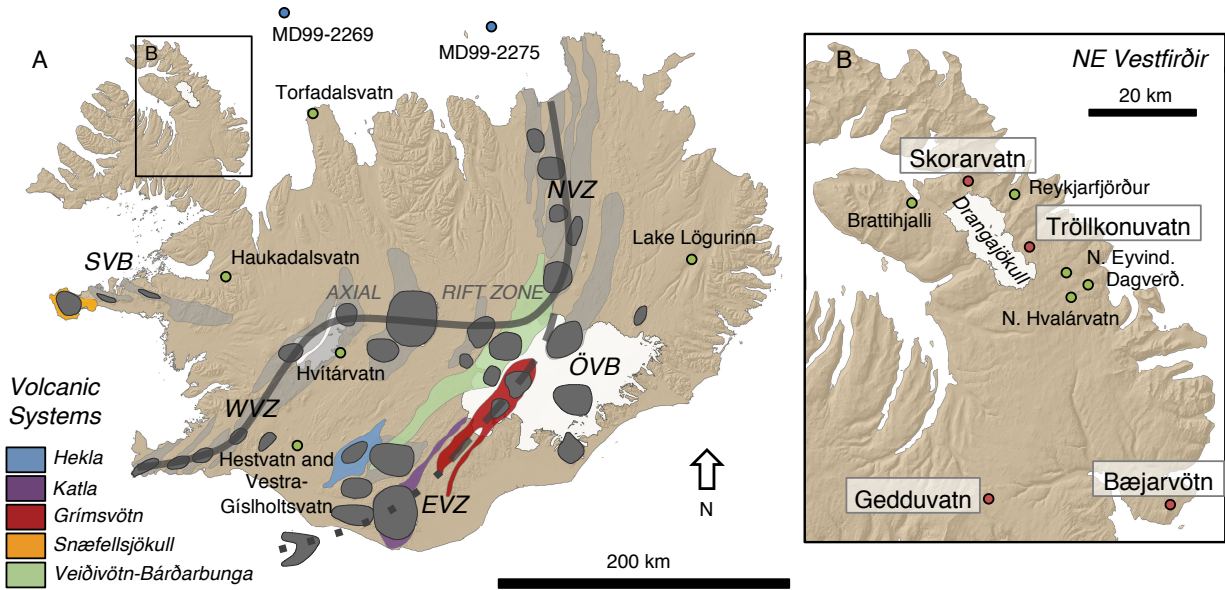 MD99-2269
MD99-2275
A
B
Torfadalsvatn
NVZ
Lake Lögurinn
Haukadalsvatn
SVB
AXIAL
RIFT ZONE
Hvítárvatn
ÖVB
WVZ
Volcanic
Systems
Hekla
Katla
Grímsvötn
Snæfellsjökull
Veiðivötn-Bárðarbunga
Hestvatn and
Vestra-
Gíslholtsvatn
EVZ
N
200 km
B
NE Vestfirðir
20 km
Skorarvatn
Reykjarfjörður
Brattihjalli
Drangajökull
Tröllkonuvatn
N. Eyvind.
Dagverð.
N. Hvalárvatn
Gedduvatn
Bæjarvötn